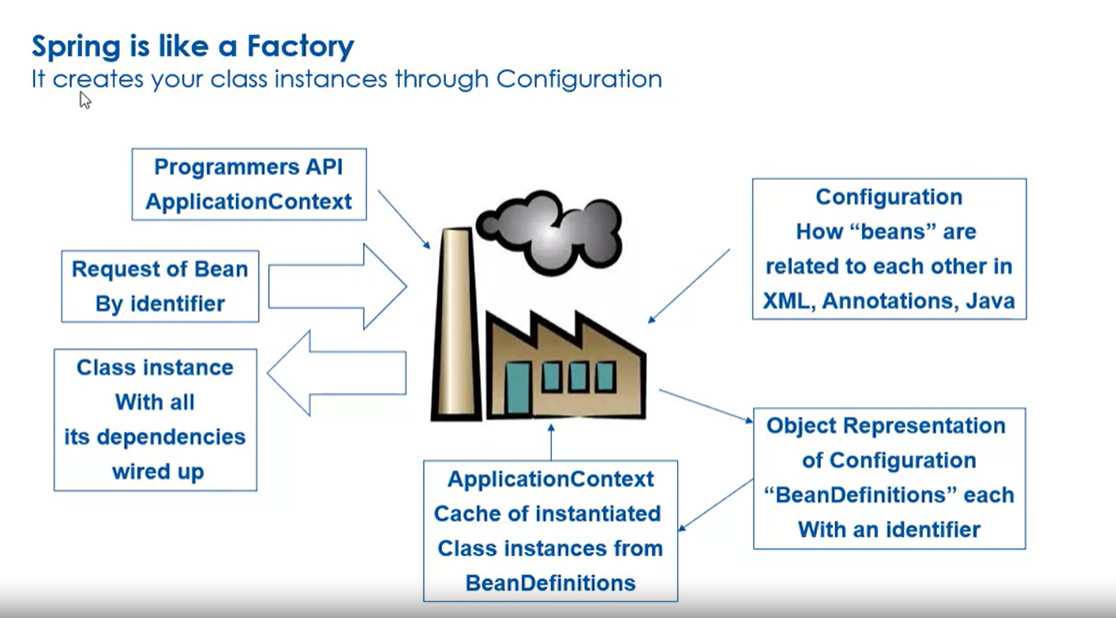 Spring is like a Factory
It creates your class instances through Configuration
Programmers API
ApplicationContext
Request of Bean
By identifier
Class instance
With all
its dependencies
wired up
Configuration
How “beans” are
related to each other in
XML, Annotations, Java
Object Representation
of Configuration
“BeanDefinitions” each
With an identifier
ApplicationContext
Cache of instantiated
Class instances from
BeanDefinitions